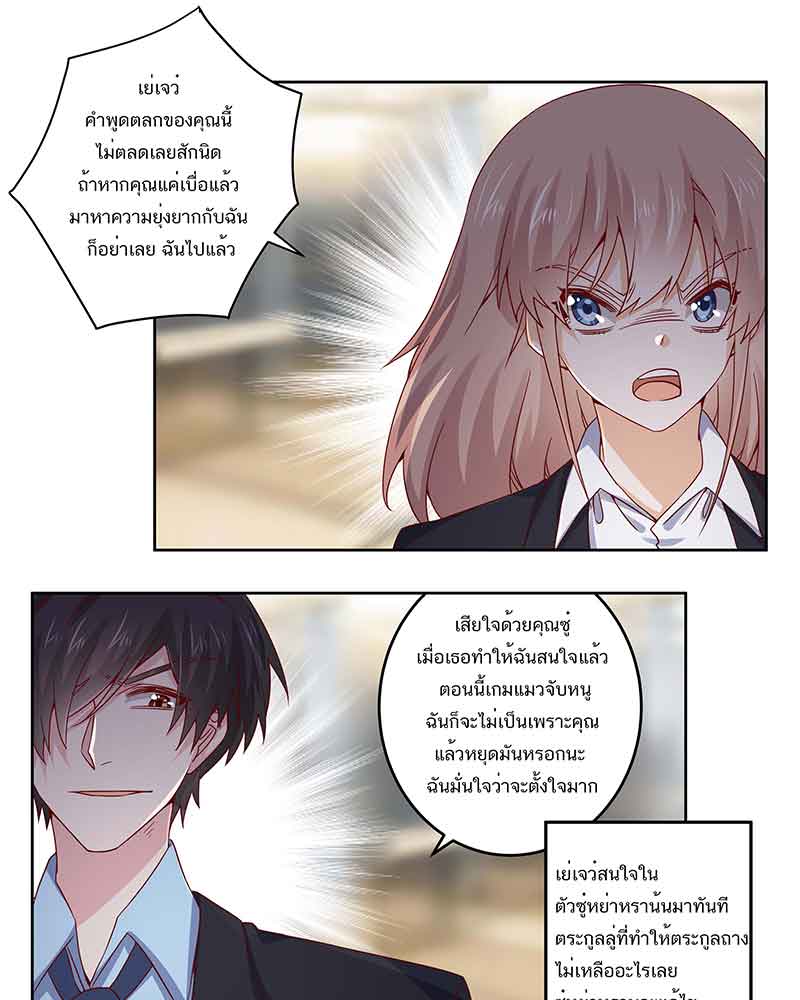 เย่เจว๋
คำพูดตลกของคุณนี้
ไม่ตลดเลยสักนิด
ถ้าหากคุณแค่เบื่อแล้ว
มาหาความยุ่งยากกับฉัน
ก็อย่าเลย ฉันไปแล้ว
เสียใจด้วยคุณซู่
เมื่อเธอทำให้ฉันสนใจแล้ว
ตอนนี้เกมแมวจับหนู
ฉันก็จะไม่เป็นเพราะคุณ
แล้วหยุดมันหรอกนะ
ฉันมั่นใจว่าจะตั้งใจมาก
เย่เจว๋สนใจใน
ตัวซู่หย่าหรานั้นมาทันที
ตระกูลลู่ที่ทำให้ตระกูลถาง
ไม่เหลืออะไรเลย